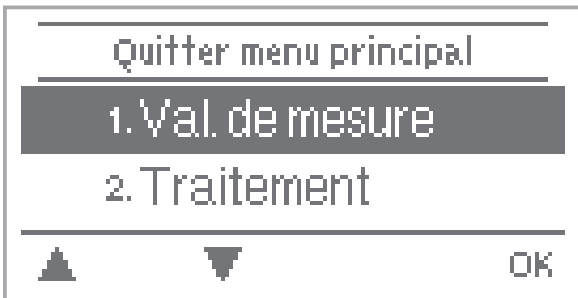 Quitter menu principal
1. Val. de mesure
2. Traitement
OK